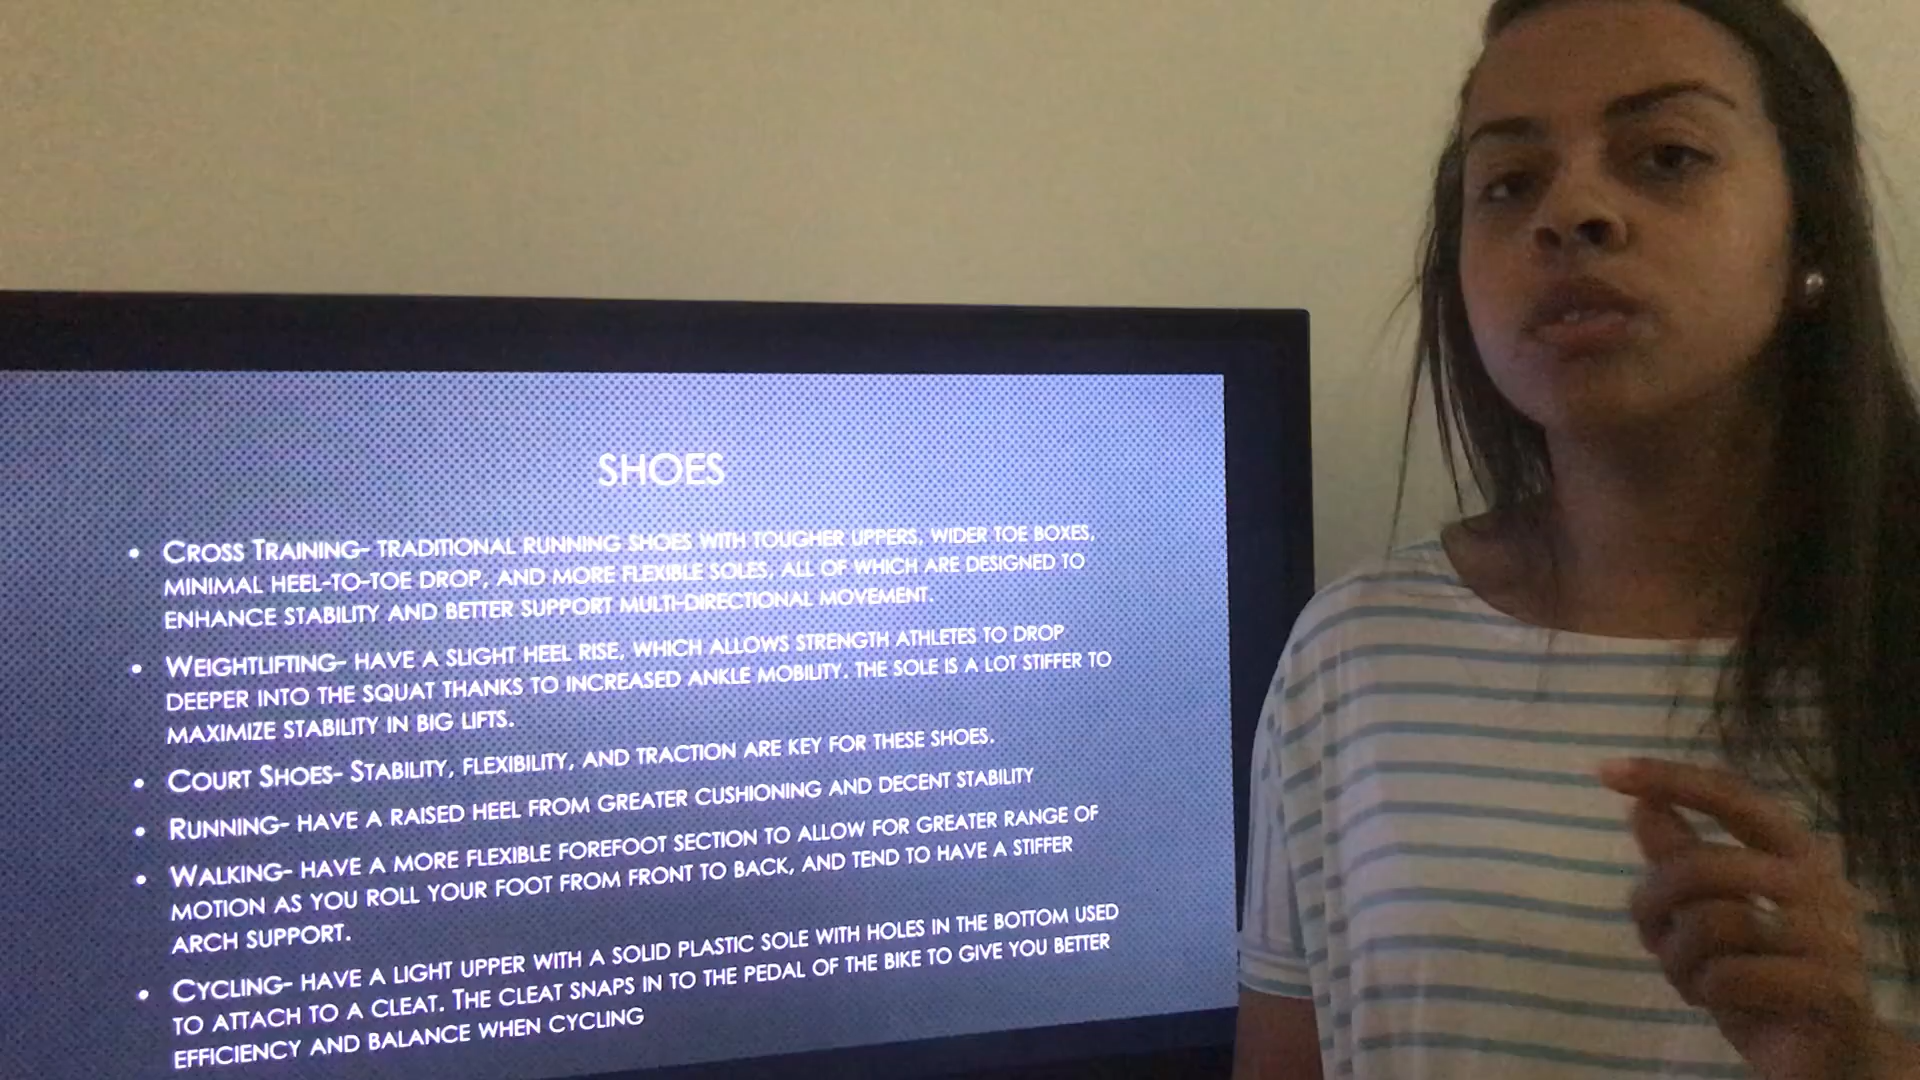 SHOES
• CROSS TRAINING- TRADITIONAL RUNNING SHOES WITH TOUGHER UPPERS, WIDER TOE BOXES,
MINIMAL HEEL-TO-TOE DROP, AND MORE FLEXIBLE SOLES, ALL OF WHICH ARE DESIGNED TO
ENHANCE STABILITY AND BETTER SUPPORT MULTI-DIRECTIONAL MOVEMENT.
• WEIGHTLIFTING- HAVE A SLIGHT HEEL RISE, WHICH ALLOWS STRENGTH ATHLETES TO DROP
DEEPER INTO THE SQUAT THANKS TO INCREASED ANKLE MOBILITY. THE SOLE IS A LOT STIFFER TO
MAXIMIZE STABILITY IN BIG LIFTS.
• COURT SHOES- STABILITY, FLEXIBILITY, AND TRACTION ARE KEY FOR THESE SHOES.
• RUNNING- HAVE A RAISED HEEL FROM GREATER CUSHIONING AND DECENT STABILITY
• WALKING- HAVE A MORE FLEXIBLE FOREFOOT SECTION TO ALLOW FOR GREATER RANGE OF
MOTION AS YOU ROLL YOUR FOOT FROM FRONT TO BACK, AND TEND TO HAVE A STIFFER
ARCH SUPPORT.
• CYCLING- HAVE A LIGHT UPPER WITH A SOLID PLASTIC SOLE WITH HOLES IN THE BOTTOM USED
TO ATTACH TO A CLEAT. THE CLEAT SNAPS IN TO THE PEDAL OF THE BIKE TO GIVE YOU BETTER
EFFICIENCY AND BALANCE WHEN CYCLING